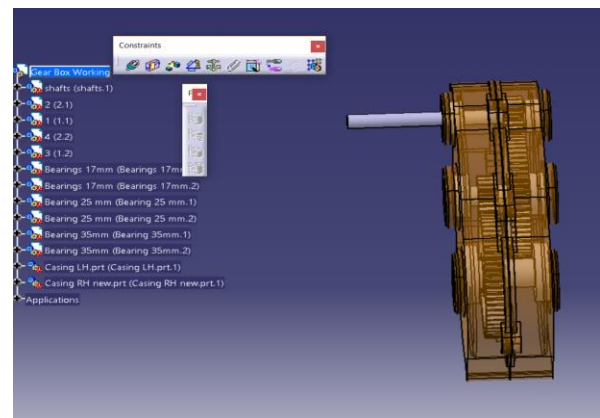 Constraints
Gear Box Working
shafts (shafts.1)
2 (2.1)
1 (1.1)
4 (2.2)
3 (1.2)
Bearings 17mm (Bearings 17mm
Bearings 17mm (Bearings 17mm.2)
Bearing 25 mm (Bearing 25 mm.1)
Bearing 25 mm (Bearing 25 mm.2)
Bearing 35mm (Bearing 35mm.1)
Bearing 35mm (Bearing 35mm.2)
Casing LH.prt (Casing LH.prt.1)
Casing RH new.prt (Casing RH new.prt.1)
Applications